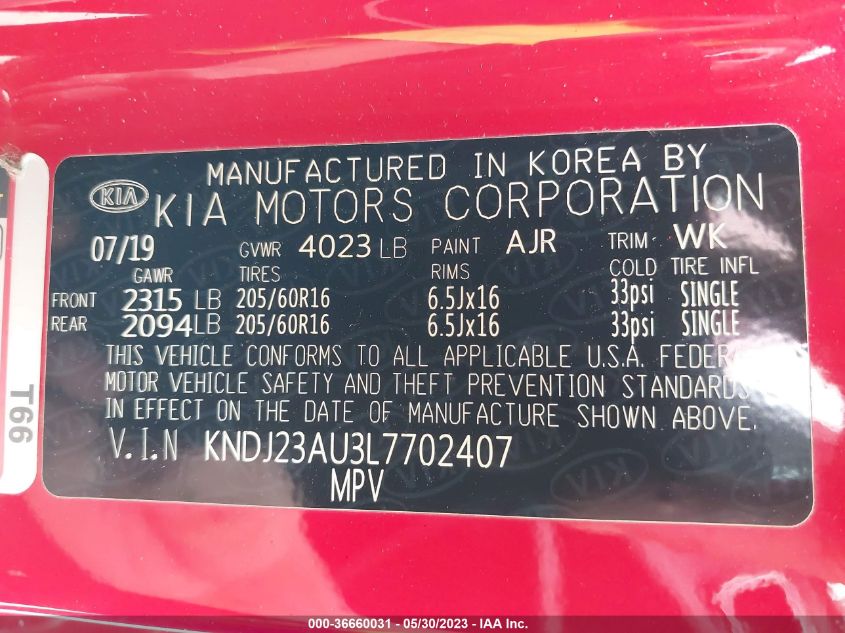 MANUFACTURED IN KOREA BY
KIA KIA MOTORS CORPORATION
07/19 GVWR 4023 LB PAINT AJR TRIM WK
GAWR TIRES RIMS COLD TIRE INFL
FRONT 2315 LB 205/60R16 6.5Jx16 33psi SINGLE
REAR 2094 LB 205/60R16 6.5Jx16 33psi SINGLE
THIS VEHICLE CONFORMS TO ALL APPLICABLE U.S.A. FEDER
MOTOR VEHICLE SAFETY AND THEFT PREVENTION STANDARDS
IN EFFECT ON THE DATE OF MANUFACTURE SHOWN ABOVE.
V.I.N KNDJ23AU3L7702407
MPV
T66
000-36660031 - 05/30/2023 - IAA Inc.